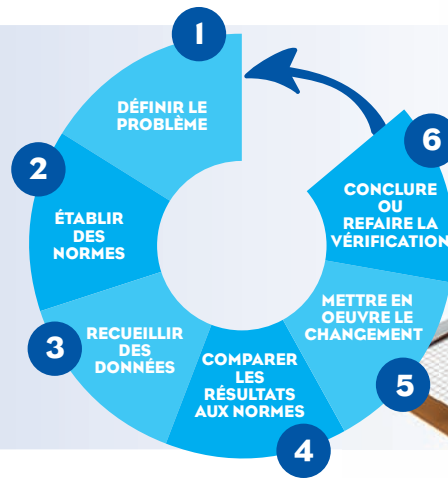 1
DÉFINIR LE
PROBLÈME
2
ÉTABLIR
DES
NORMES
3
RECUEILLIR
DES
DONNÉES
4
COMPARER
LES
RÉSULTATS
AUX NORMES
5
METTRE EN
OEUVRE LE
CHANGEMENT
6
CONCLURE
OU
REFAIRE LA
VÉRIFICATION